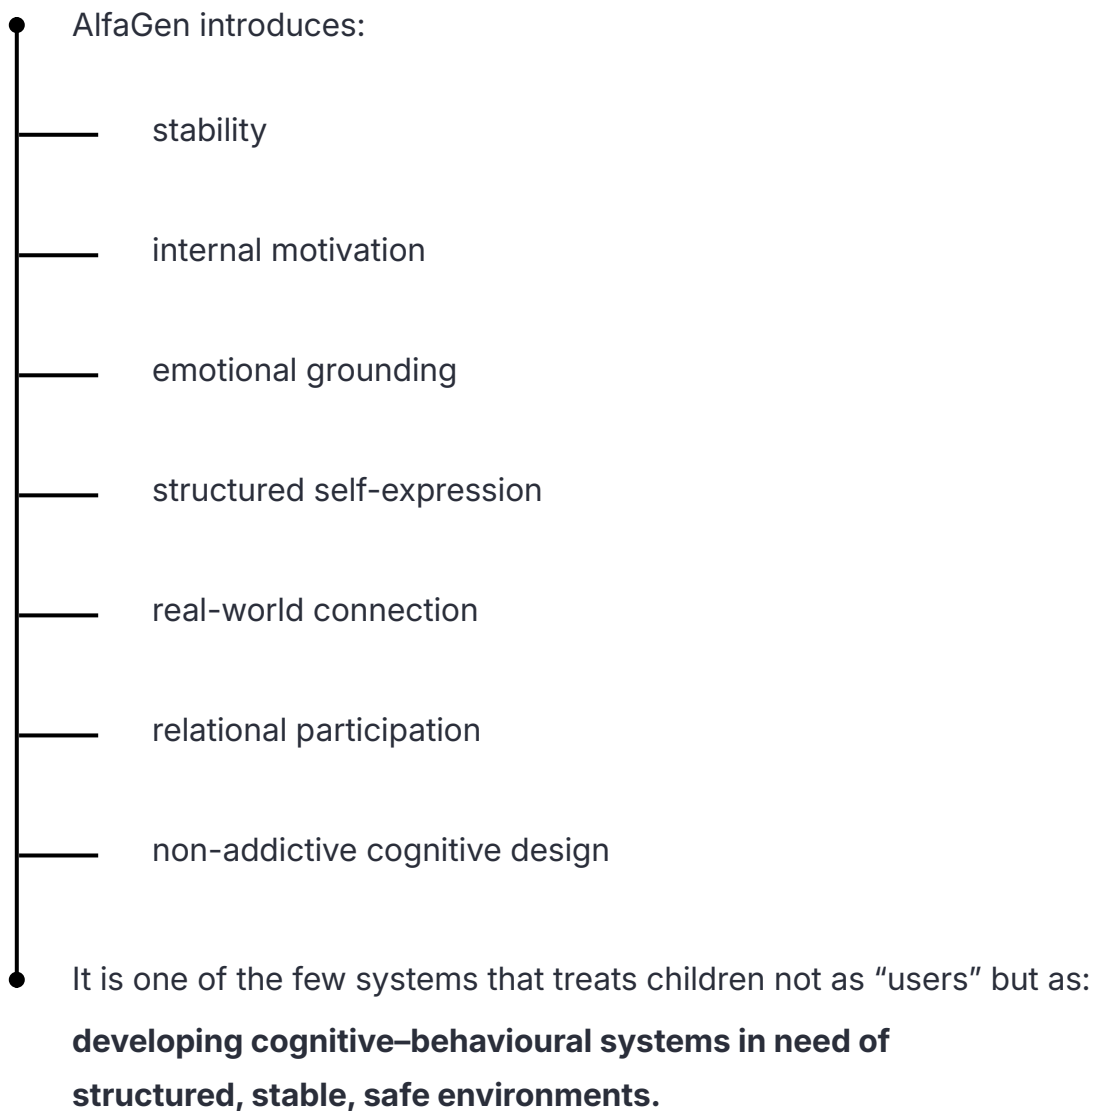 AlfaGen introduces:
stability
internal motivation
emotional grounding
structured self-expression
real-world connection
relational participation
non-addictive cognitive design
It is one of the few systems that treats children not as “users” but as:
developing cognitive–behavioural systems in need of
structured, stable, safe environments.